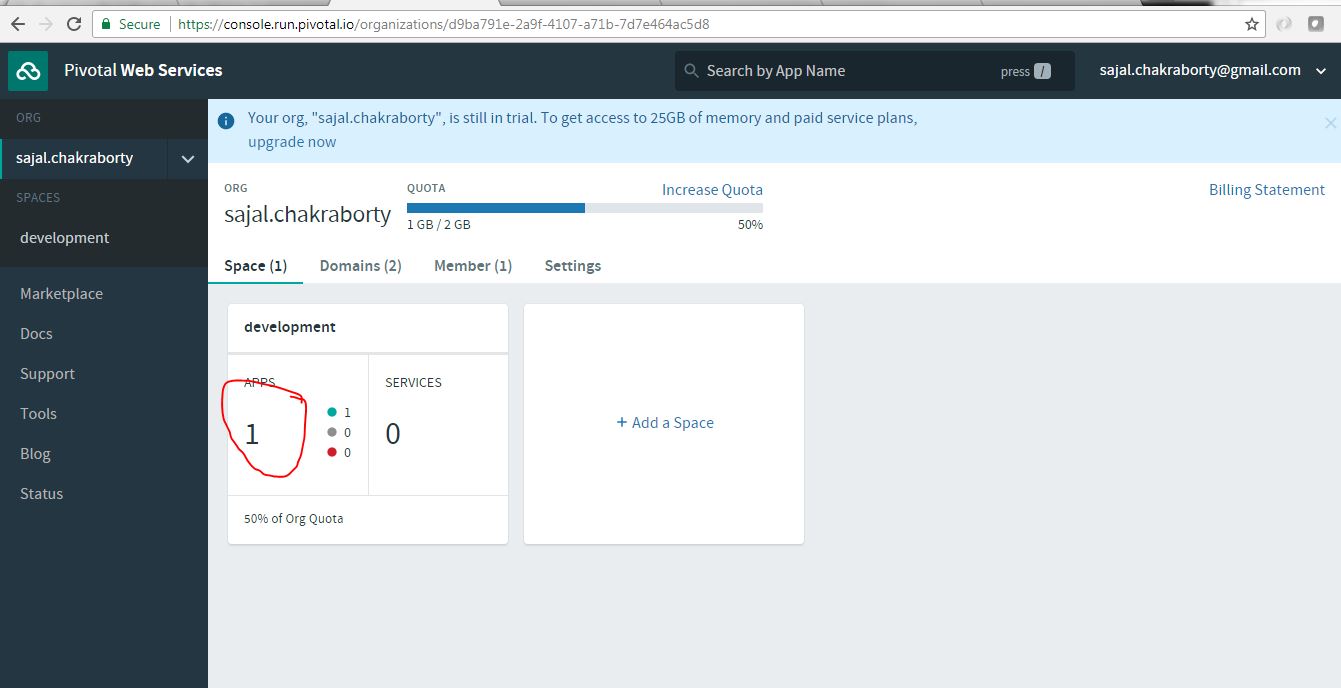 Secure https://console.run.pivotal.io/organizations/d9ba791e-2a9f-4107-a71b-7d7e464ac5d8
Pivotal Web Services
Search by App Name press /
sajal.chakraborty@gmail.com
ORG
sajal.chakraborty
SPACES
development
Marketplace
Docs
Support
Tools
Blog
Status
Your org, "sajal.chakraborty", is still in trial. To get access to 25GB of memory and paid service plans,
upgrade now
ORG
sajal.chakraborty
QUOTA Increase Quota
1 GB / 2 GB 50%
Billing Statement
Space (1) Domains (2) Member (1) Settings
development
APPS
1
1
0
0
SERVICES
0
50% of Org Quota
+ Add a Space